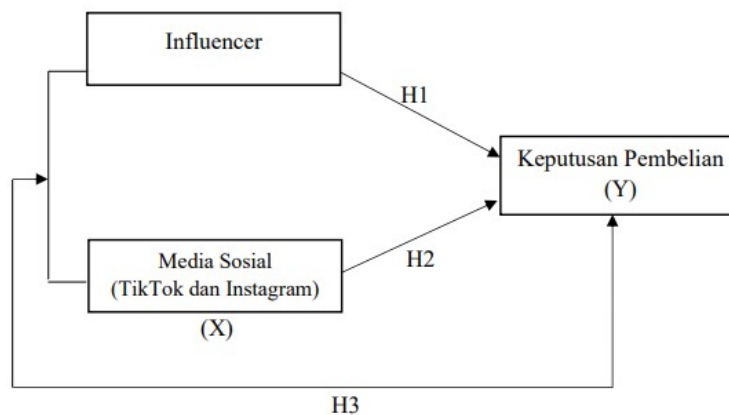 Influencer
H1
Keputusan Pembelian
(Y)
Media Sosial
(TikTok dan Instagram)
(X)
H2
H3